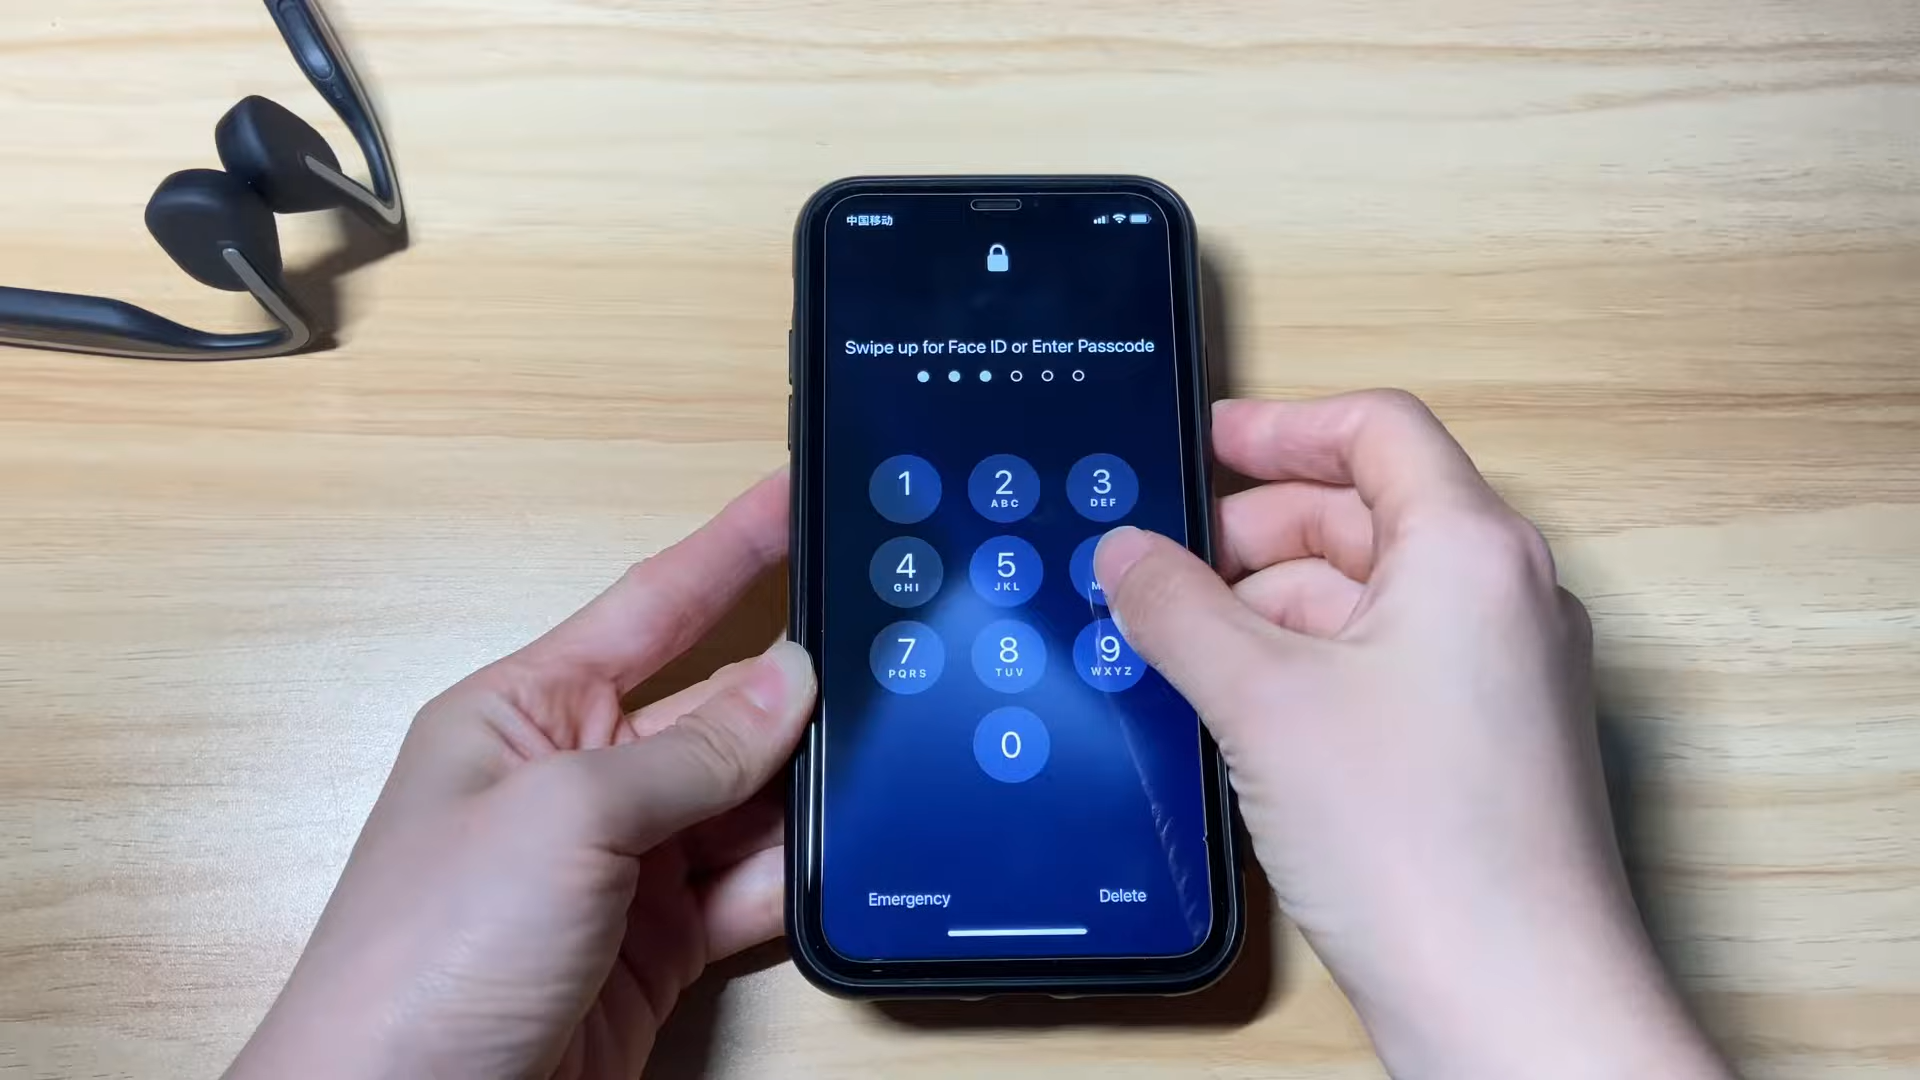 中国移动
Swipe up for Face ID or Enter Passcode
1
2
ABC
3
DEF
4
GHI
5
JKL
7
PQRS
8
TUV
9
WXYZ
0
Emergency
Delete